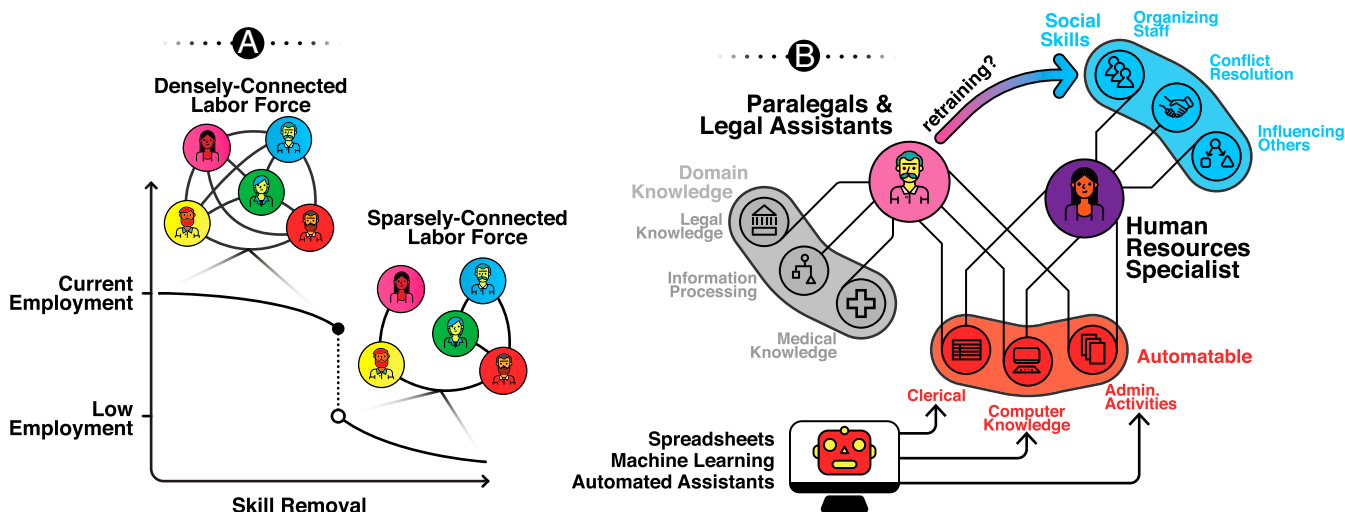 A
Densely-Connected
Labor Force
Sparsely-Connected
Labor Force
Current
Employment
Low
Employment
Skill Removal
B
Social
Skills
Organizing
Staff
Conflict
Resolution
Influencing
Others
retraining?
Paralegals &
Legal Assistants
Domain
Knowledge
Legal
Knowledge
Information
Processing
Medical
Knowledge
Human
Resources
Specialist
Automatable
Clerical
Computer
Knowledge
Admin.
Activities
Spreadsheets
Machine Learning
Automated Assistants